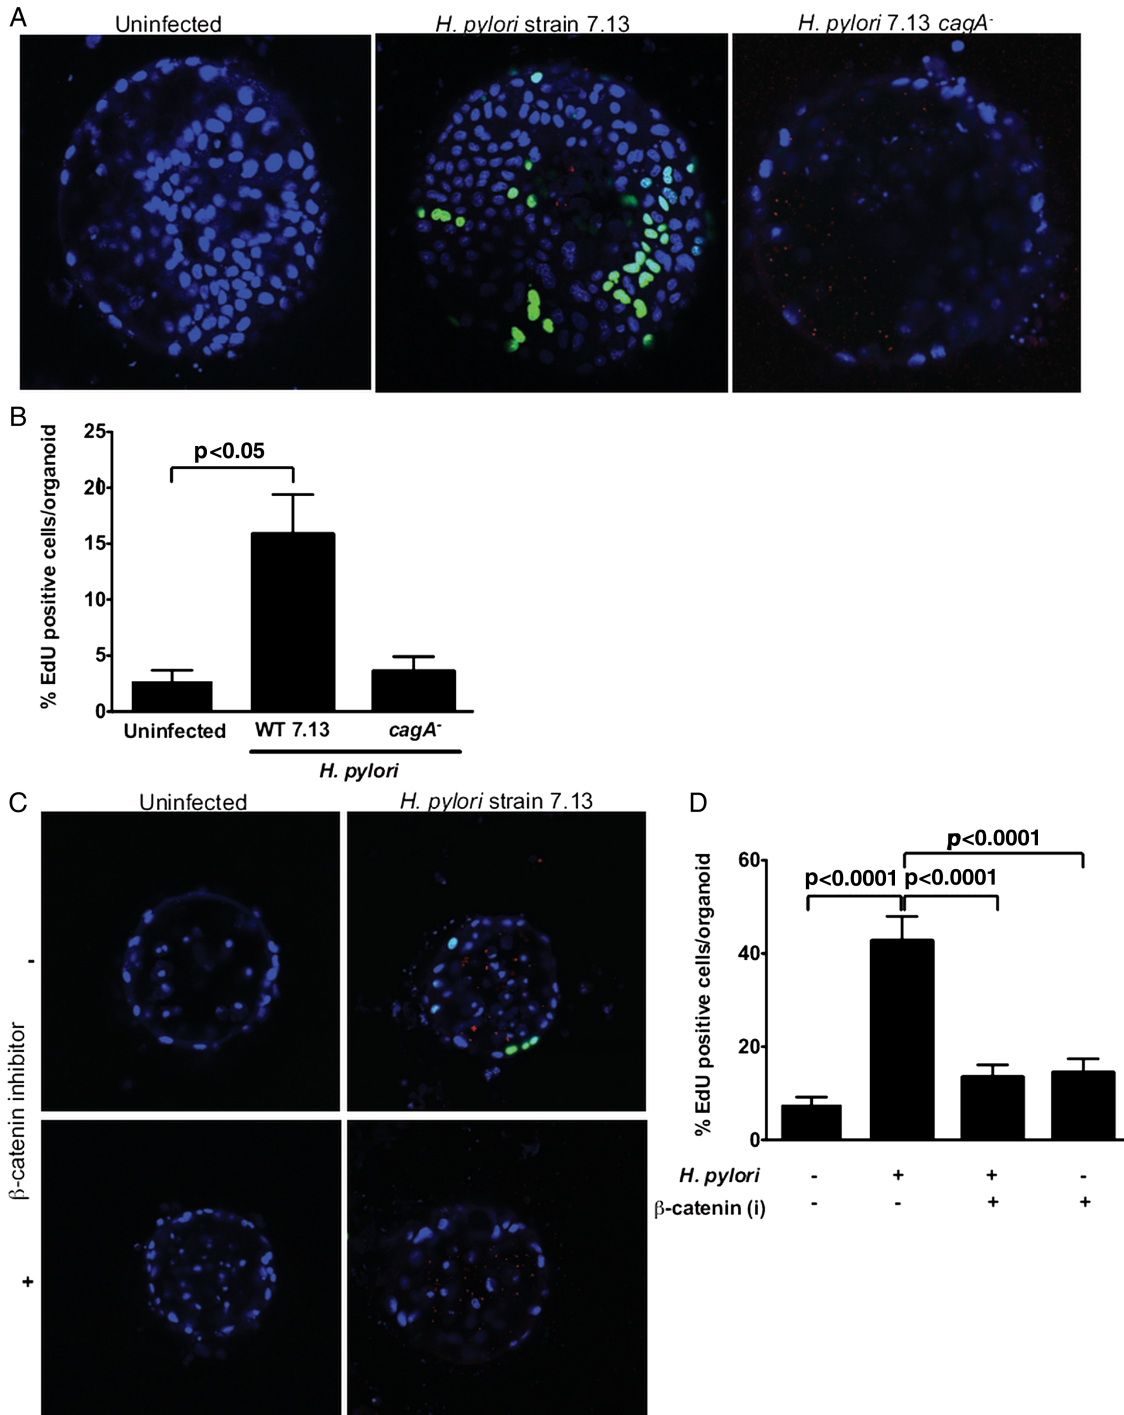 A
Uninfected
H. pylori strain 7.13
H. pylori 7.13 cagA-
B
% EdU positive cells/organoid
25
20
15
10
5
0
p<0.05
Uninfected
WT 7.13
cagA-
H. pylori
C
Uninfected
H. pylori strain 7.13
β-catenin inhibitor
-
+
D
% EdU positive cells/organoid
60
40
20
0
p<0.0001
p<0.0001
p<0.0001
H. pylori - + + -
β-catenin (i) - - + +